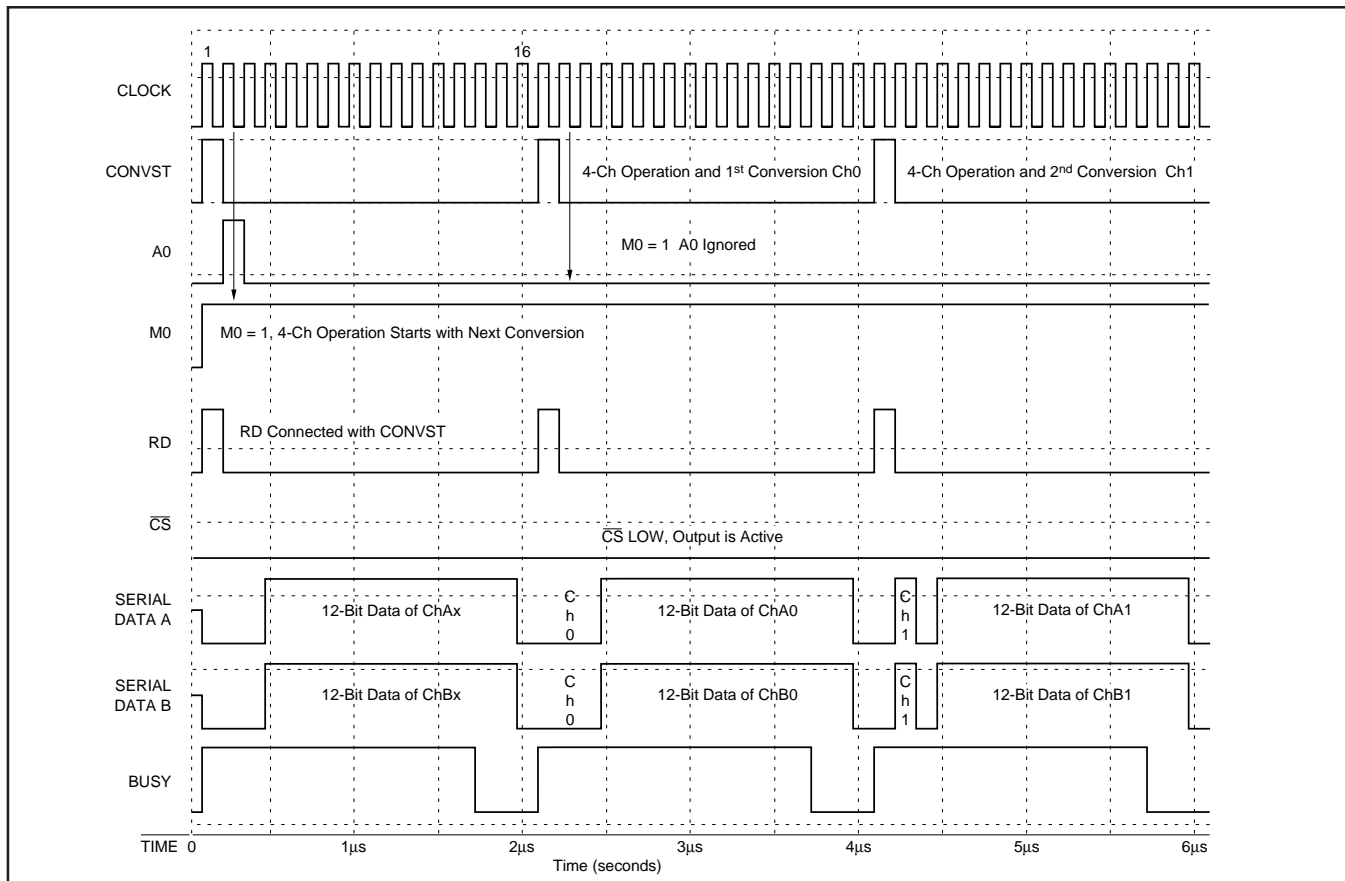 1
16
CLOCK
CONVST
4-Ch Operation and 1st Conversion Ch0
4-Ch Operation and 2nd Conversion Ch1
A0
M0 = 1 A0 Ignored
M0
M0 = 1, 4-Ch Operation Starts with Next Conversion
RD
RD Connected with CONVST
CS
CS LOW, Output is Active
SERIAL
DATA A
12-Bit Data of ChAx
C
h
0
12-Bit Data of ChA0
C
h
1
12-Bit Data of ChA1
SERIAL
DATA B
12-Bit Data of ChBx
C
h
0
12-Bit Data of ChB0
C
h
1
12-Bit Data of ChB1
BUSY
TIME 0 1μs 2μs 3μs 4μs 5μs 6μs
Time (seconds)